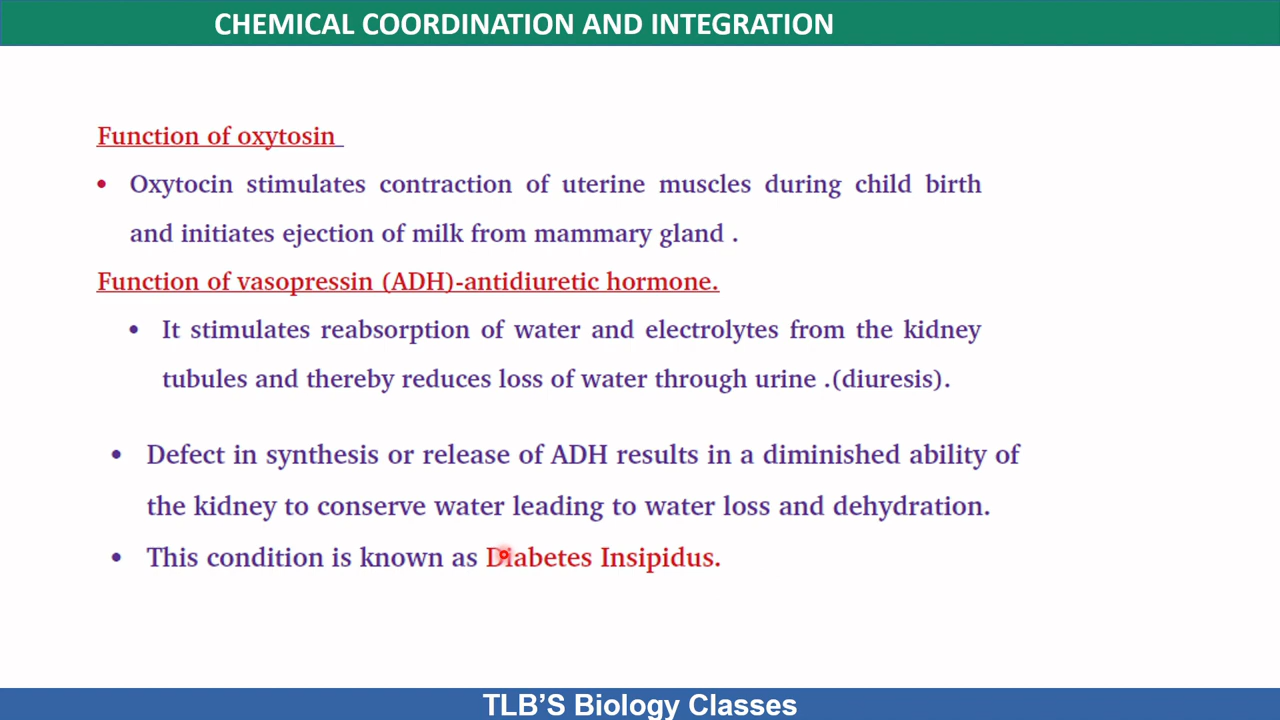 CHEMICAL COORDINATION AND INTEGRATION
Function of oxytosin
• Oxytocin stimulates contraction of uterine muscles during child birth
and initiates ejection of milk from mammary gland .
Function of vasopressin (ADH)-antidiuretic hormone.
• It stimulates reabsorption of water and electrolytes from the kidney
tubules and thereby reduces loss of water through urine .(diuresis).
• Defect in synthesis or release of ADH results in a diminished ability of
the kidney to conserve water leading to water loss and dehydration.
• This condition is known as Diabetes Insipidus.
TLB'S Biology Classes